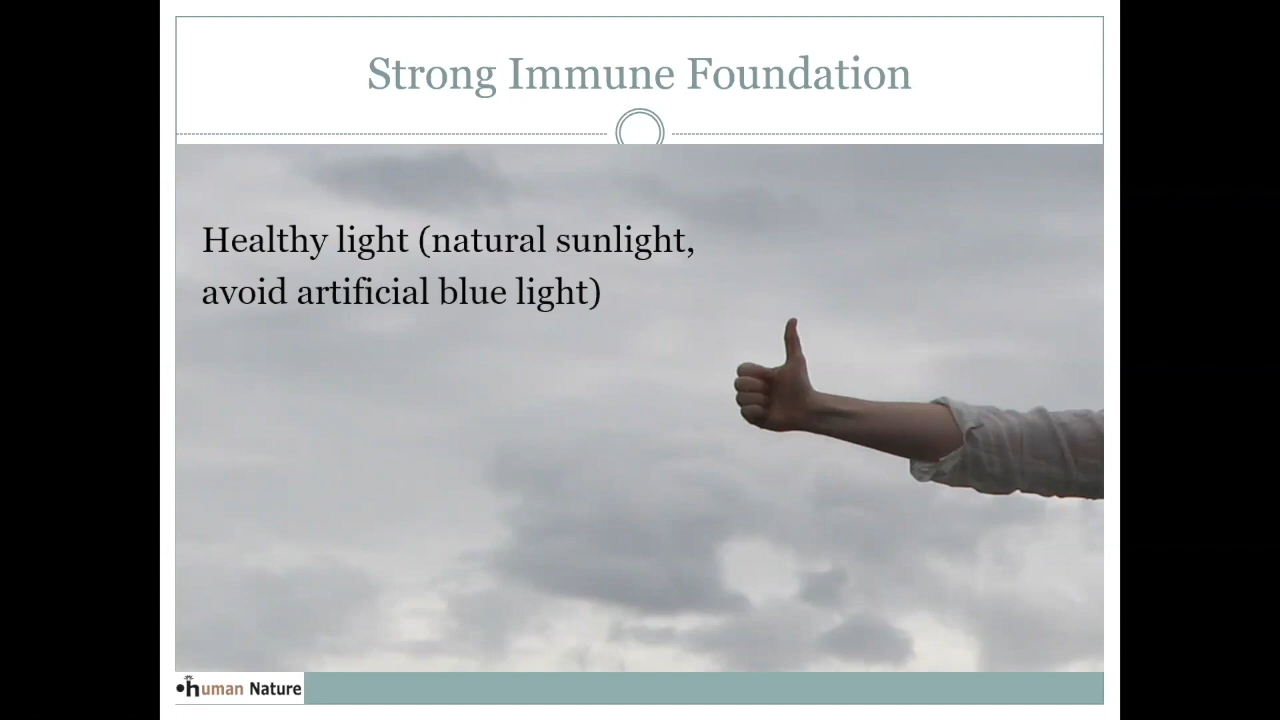 Strong Immune Foundation
Healthy light (natural sunlight,
avoid artificial blue light)
human Nature